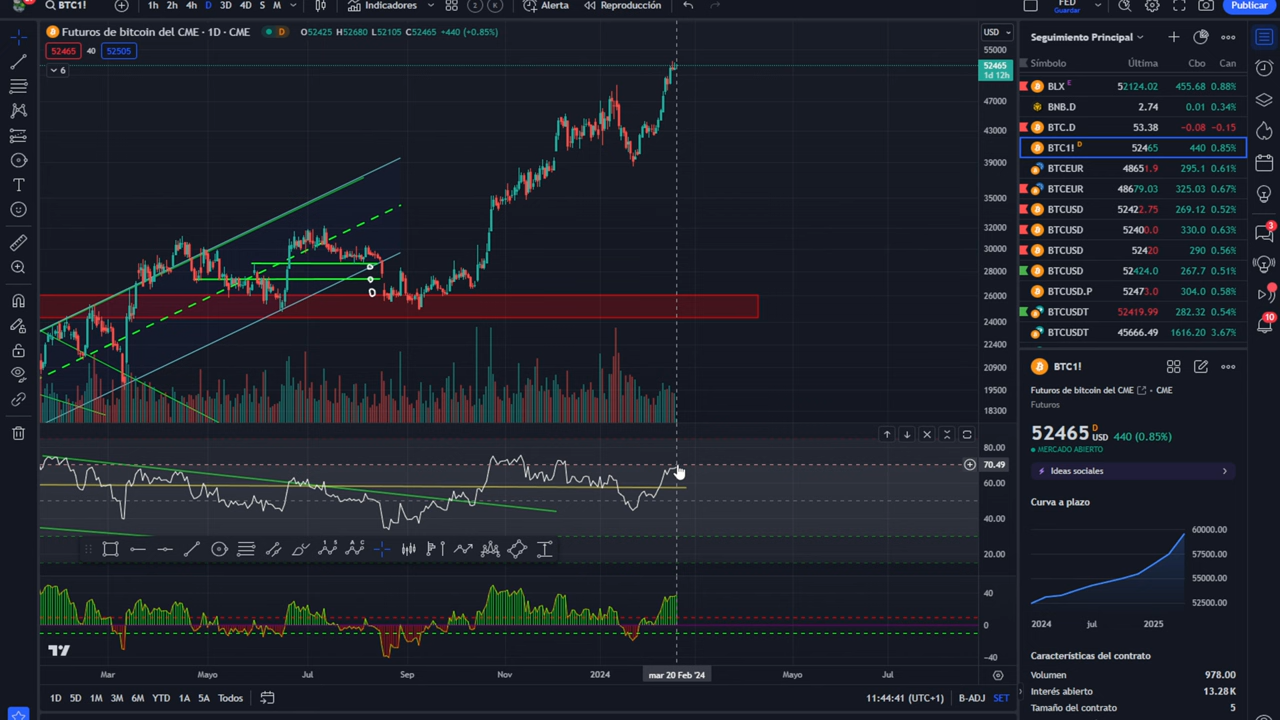 BTC1! 1h 2h 4h D 3D 4D S M Indicadores 2 K Alerta Reproducción FED Guardar Publicar
Futuros de bitcoin del CME · 1D · CME D O52425 H52680 L52105 C52465 +440 (+0.85%)
52465 40 52505
6
USD
55000
52465
1d 12h
47000
43000
39000
35000
32000
30000
28000
26000
24000
22400
20900
19500
18300
80.00
70.49
60.00
40.00
20.00
40
0
−40
Mar Mayo Jul Sep Nov 2024 mar 20 Feb '24 Mayo Jul
1D 5D 1M 3M 6M YTD 1A 5A Todos 11:44:41 (UTC+1) B-ADJ SET
Seguimiento Principal
Símbolo Última Cbo Can
BLX E 52124.02 455.68 0.88%
BNB.D 2.74 0.01 0.34%
BTC.D 53.38 −0.08 −0.15
BTC1! D 52465 440 0.85%
BTCEUR 48651.9 295.1 0.61%
BTCEUR 48679.03 325.03 0.67%
BTCUSD 52422.75 269.12 0.52%
BTCUSD 52400.0 330.0 0.63%
BTCUSD 52420 290 0.56%
BTCUSD 52424.0 267.7 0.51%
BTCUSD.P 52473.0 304.0 0.58%
BTCUSDT 52419.99 282.32 0.54%
BTCUSDT 45666.49 1616.20 3.67%
BTC1!
Futuros de bitcoin del CME · CME
Futuros
52465 D USD 440 (0.85%)
MERCADO ABIERTO
Ideas sociales
Curva a plazo
60000.00
57500.00
55000.00
52500.00
2024 jul 2025
Características del contrato
Volumen 978.00
Interés abierto 13.28K
Tamaño del contrato 5
3
10